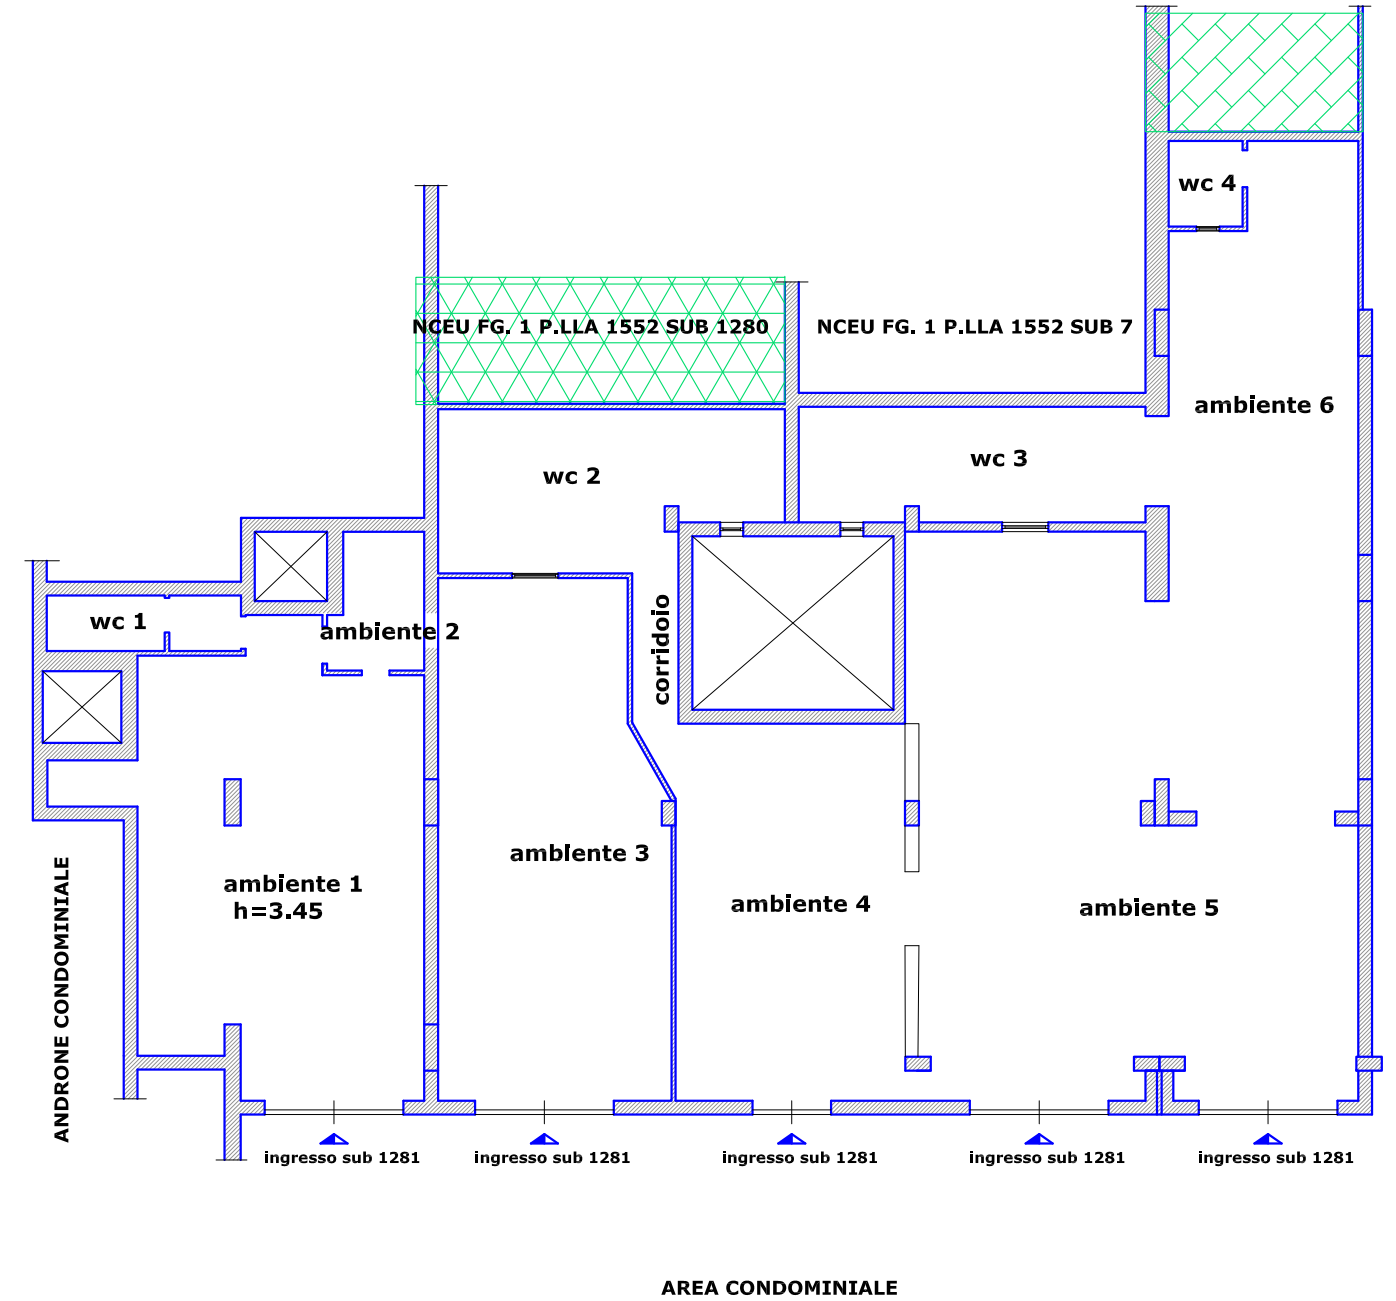 wc 4
NCEU FG. 1 P.LLA 1552 SUB 1280
NCEU FG. 1 P.LLA 1552 SUB 7
ambiente 6
wc 2
wc 3
wc 1
ambiente 2
corridoio
ambiente 3
ambiente 1
h=3.45
ambiente 4
ambiente 5
ANDRONE CONDOMINIALE
ingresso sub 1281
ingresso sub 1281
ingresso sub 1281
ingresso sub 1281
ingresso sub 1281
AREA CONDOMINIALE